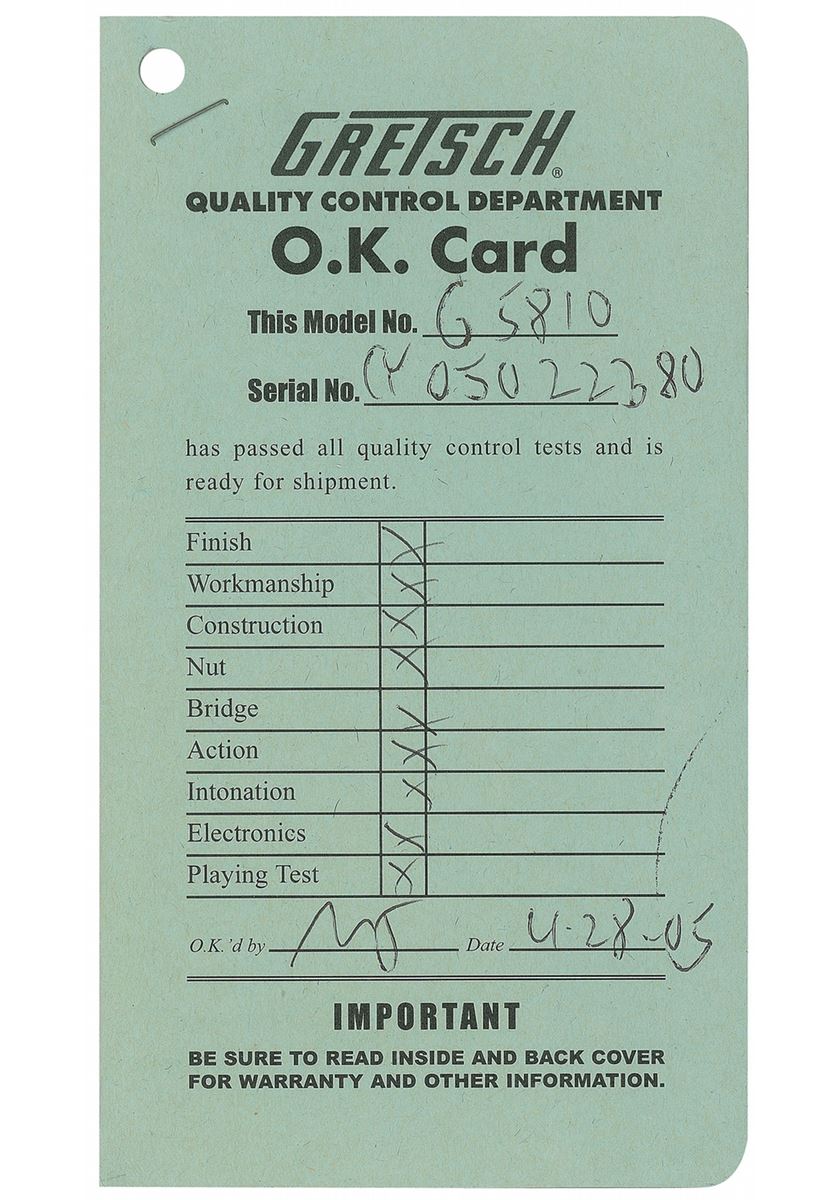 GRETSCH®
QUALITY CONTROL DEPARTMENT
O.K. Card
This Model No. G5810
Serial No. CY05022380
has passed all quality control tests and is
ready for shipment.
Finish X
Workmanship X
Construction X
Nut X
Bridge X
Action X
Intonation X
Electronics X
Playing Test X
O.K.'d by Date 4-28-05
IMPORTANT
BE SURE TO READ INSIDE AND BACK COVER
FOR WARRANTY AND OTHER INFORMATION.